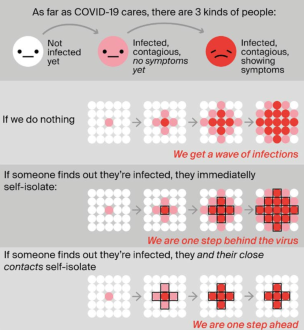 As far as COVID-19 cares, there are 3 kinds of people:
Not
infected
yet
Infected,
contagious,
no symptoms
yet
Infected,
contagious,
showing
symptoms
If we do nothing
We get a wave of infections
If someone finds out they're infected, they immediatelly
self-isolate:
We are one step behind the virus
If someone finds out they're infected, they and their close
contacts self-isolate
We are one step ahead